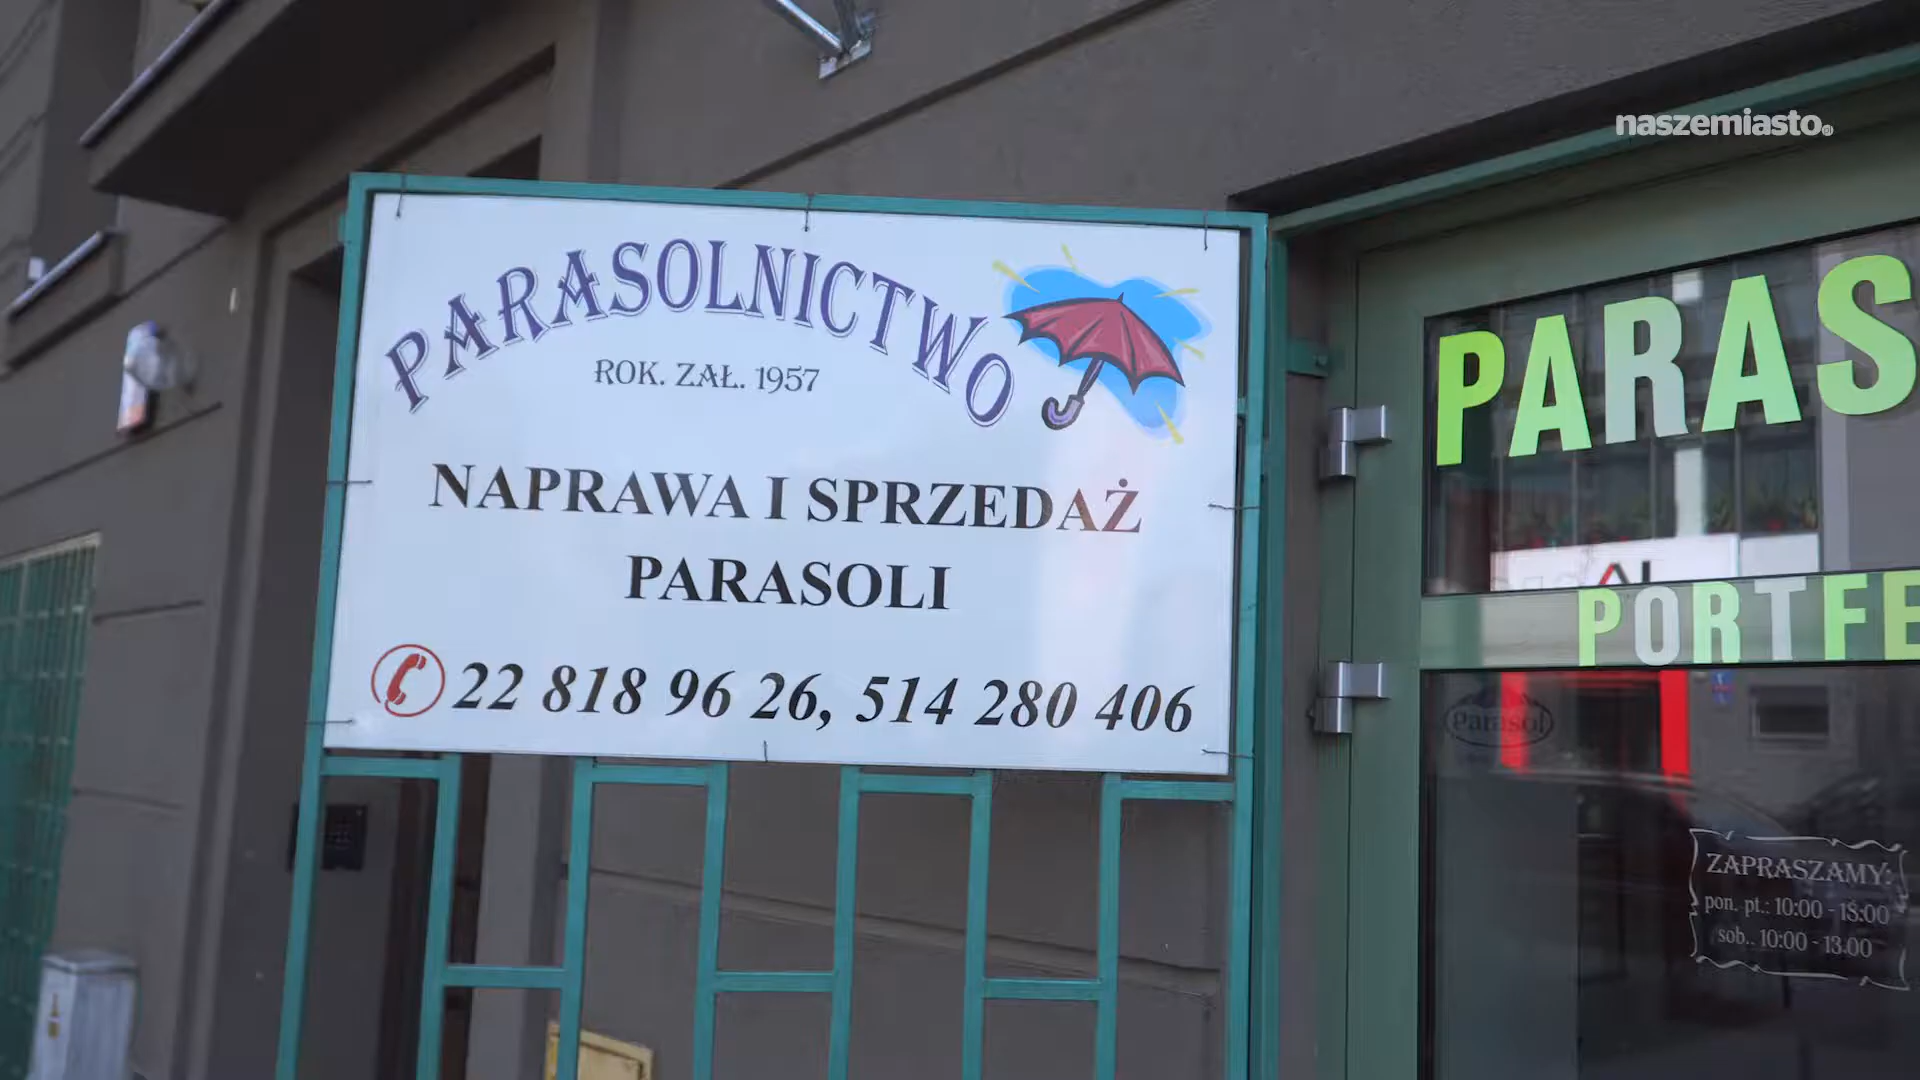 naszemiasto.pl
PARASOLNICTWO
ROK. ZAŁ. 1957
NAPRAWA I SPRZEDAŻ
PARASOLI
22 818 96 26, 514 280 406
PARAS
PORTFE
Parasol
ZAPRASZAMY:
pon. pt.: 10:00 - 18:00
sob.. 10:00 - 13.00